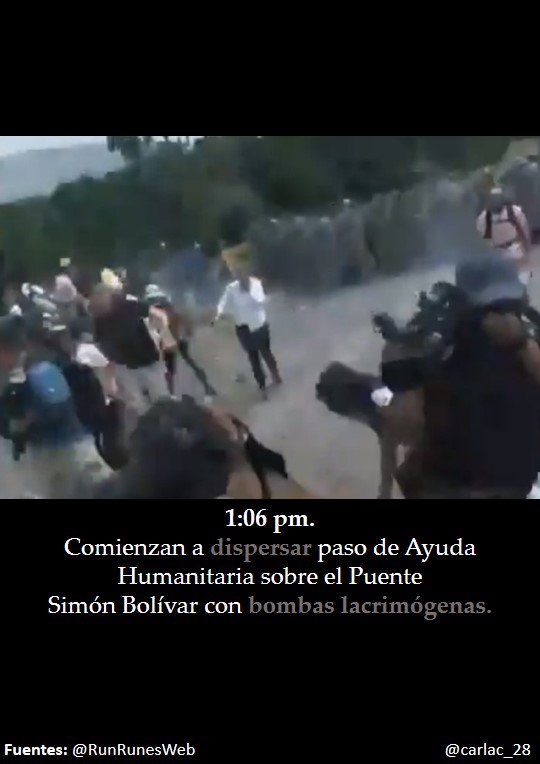 1:06 pm.
Comienzan a dispersar paso de Ayuda
Humanitaria sobre el Puente
Simón Bolívar con bombas lacrimógenas.
Fuentes: @RunRunesWeb
@carlac_28